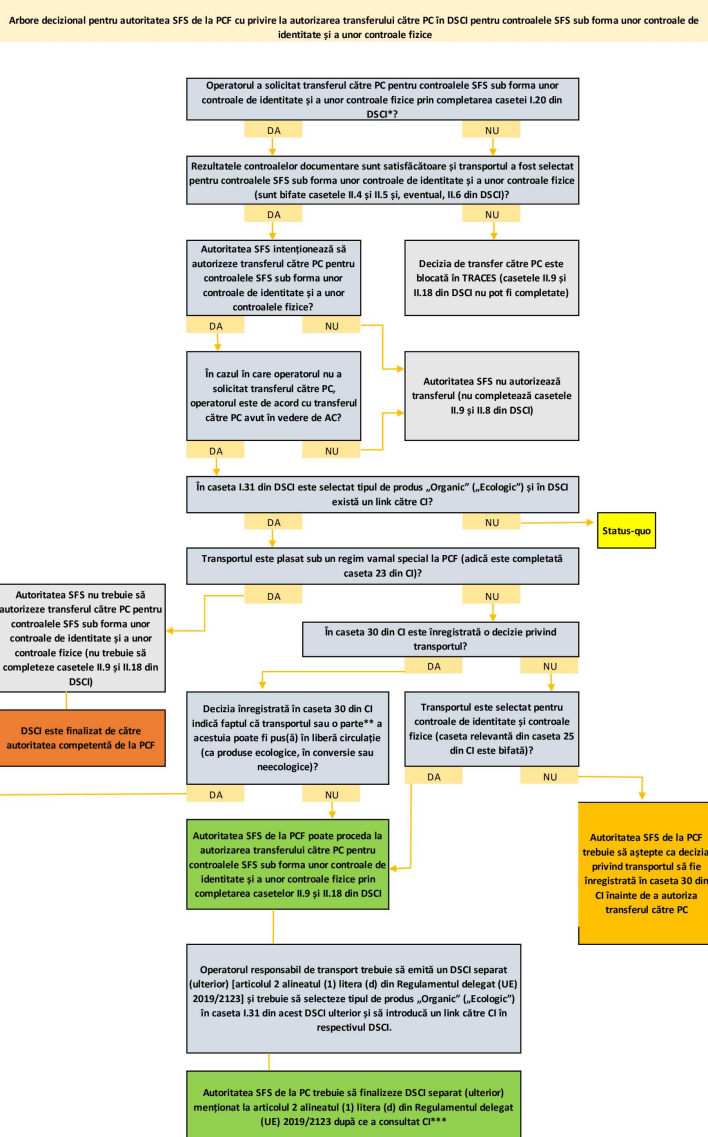 Arbore decizional pentru autoritatea SFS de la PCF cu privire la autorizarea transferului către PC în DSCI pentru controalele SFS sub forma unor controale de
identitate și a unor controale fizice
Operatorul a solicitat transferul către PC pentru controalele SFS sub forma unor
controale de identitate și a unor controale fizice prin completarea casetei I.20 din
DSCI*?
DA
NU
Rezultatele controalelor documentare sunt satisfăcătoare și transportul a fost selectat
pentru controalele SFS sub forma unor controale de identitate și a unor controale fizice
(sunt bifate casetele II.4 și II.5 și, eventual, II.6 din DSCI)?
DA
NU
Autoritatea SFS intenționează să
autorizeze transferul către PC pentru
controalele SFS sub forma unor
controale de identitate și a unor
controalele fizice?
Decizia de transfer către PC este
blocată în TRACES (casetele II.9 și
II.18 din DSCI nu pot fi completate)
DA
NU
În cazul în care operatorul nu a
solicitat transferul către PC,
operatorul este de acord cu transferul
către PC avut în vedere de AC?
Autoritatea SFS nu autorizează
transferul (nu completează casetele
II.9 și II.8 din DSCI)
DA
NU
În caseta I.31 din DSCI este selectat tipul de produs „Organic” („Ecologic”) și în DSCI
există un link către CI?
DA
NU
Status-quo
Transportul este plasat sub un regim vamal special la PCF (adică este completată
caseta 23 din CI)?
DA
NU
Autoritatea SFS nu trebuie să
autorizeze transferul către PC pentru
controalele SFS sub forma unor
controale de identitate și a unor
controale fizice (nu trebuie să
completeze casetele II.9 și II.18 din
DSCI)
În caseta 30 din CI este înregistrată o decizie privind
transportul?
DA
NU
DSCI este finalizat de către
autoritatea competentă de la PCF
Decizia înregistrată în caseta 30 din CI
indică faptul că transportul sau o parte** a
acestuia poate fi pus(ă) în liberă circulație
(ca produse ecologice, în conversie sau
neecologice)?
Transportul este selectat pentru
controale de identitate și controale
fizice (caseta relevantă din caseta 25
din CI este bifată)?
DA
NU
DA
NU
Autoritatea SFS de la PCF poate proceda la
autorizarea transferului către PC pentru
controalele SFS sub forma unor controale de
identitate și a unor controale fizice prin
completarea casetelor II.9 și II.18 din DSCI
Autoritatea SFS de la PCF
trebuie să aștepte ca decizia
privind transportul să fie
înregistrată în caseta 30 din
CI înainte de a autoriza
transferul către PC
Operatorul responsabil de transport trebuie să emită un DSCI separat
(ulterior) [articolul 2 alineatul (1) litera (d) din Regulamentul delegat (UE)
2019/2123] și trebuie să selecteze tipul de produs „Organic” („Ecologic”)
în caseta I.31 din acest DSCI ulterior și să introducă un link către CI în
respectivul DSCI.
Autoritatea SFS de la PC trebuie să finalizeze DSCI separat (ulterior)
menționat la articolul 2 alineatul (1) litera (d) din Regulamentul delegat
(UE) 2019/2123 după ce a consultat CI***